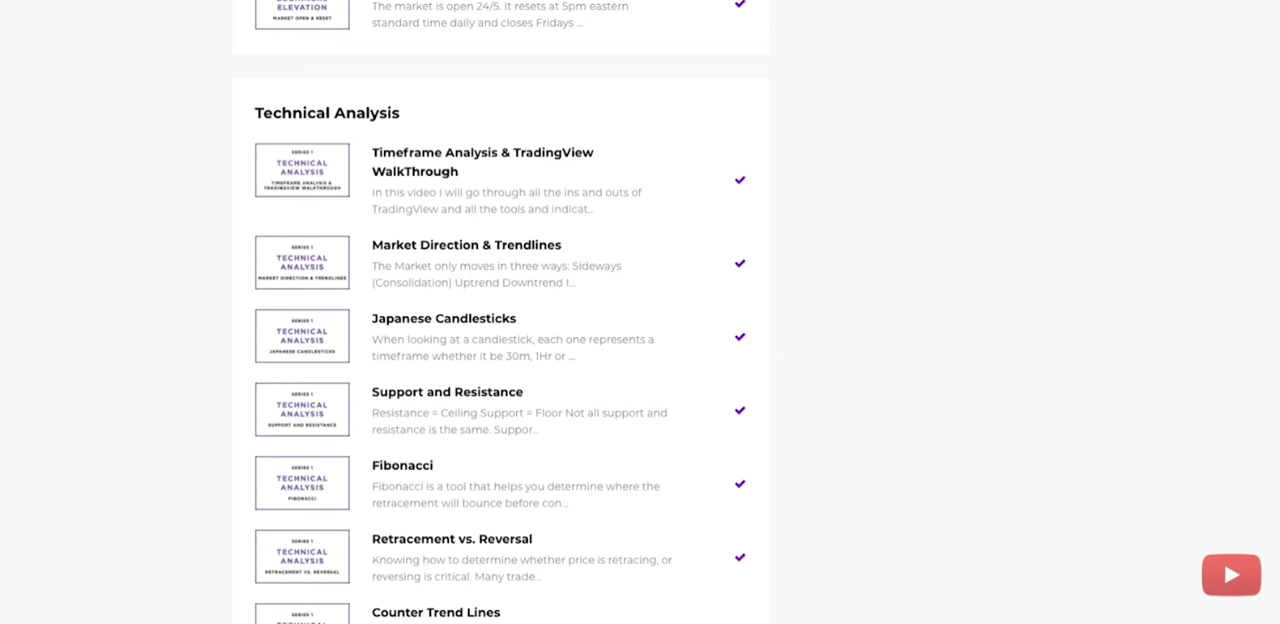 ELEVATION
MARKET OPEN & RESET
The market is open 24/5. It resets at 5pm eastern
standard time daily and closes Fridays ...
Technical Analysis
SERIES 1
TECHNICAL
ANALYSIS
TIMEFRAME ANALYSIS &
TRADINGVIEW WALKTHROUGH
Timeframe Analysis & TradingView
WalkThrough
In this video I will go through all the ins and outs of
TradingView and all the tools and indicat...
SERIES 1
TECHNICAL
ANALYSIS
MARKET DIRECTION & TRENDLINES
Market Direction & Trendlines
The Market only moves in three ways: Sideways
(Consolidation) Uptrend Downtrend I...
SERIES 1
TECHNICAL
ANALYSIS
JAPANESE CANDLESTICKS
Japanese Candlesticks
When looking at a candlestick, each one represents a
timeframe whether it be 30m, 1Hr or ...
SERIES 1
TECHNICAL
ANALYSIS
SUPPORT AND RESISTANCE
Support and Resistance
Resistance = Ceiling Support = Floor Not all support and
resistance is the same. Suppor...
SERIES 1
TECHNICAL
ANALYSIS
FIBONACCI
Fibonacci
Fibonacci is a tool that helps you determine where the
retracement will bounce before con...
SERIES 1
TECHNICAL
ANALYSIS
RETRACEMENT VS. REVERSAL
Retracement vs. Reversal
Knowing how to determine whether price is retracing, or
reversing is critical. Many trade...
SERIES 1
Counter Trend Lines